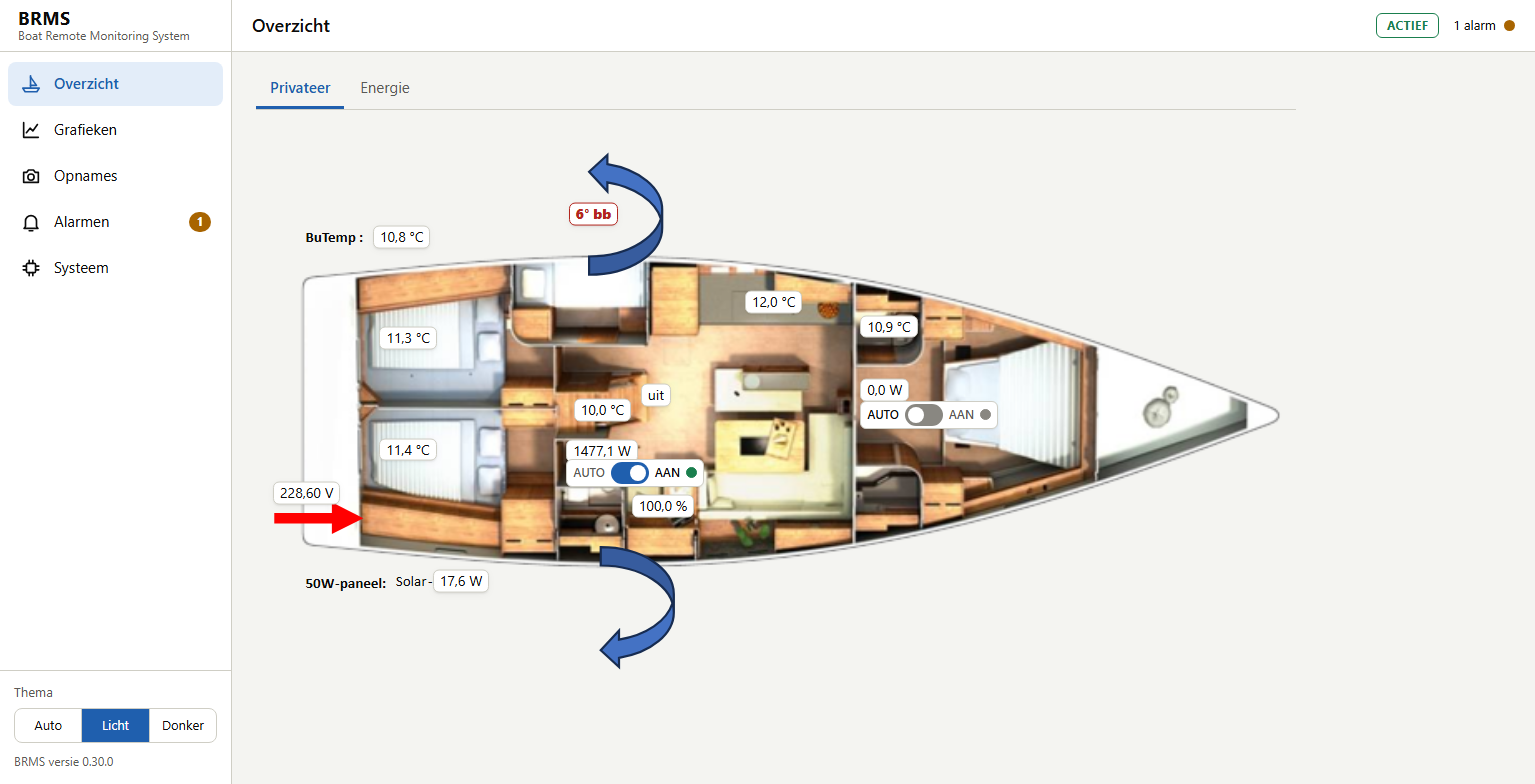 BRMS
Boat Remote Monitoring System
Overzicht
ACTIEF
1 alarm
Overzicht
Grafieken
Opnames
Alarmen
1
Systeem
Privateer
Energie
6° bb
BuTemp :
10,8 °C
12,0 °C
11,3 °C
10,9 °C
uit
0,0 W
10,0 °C
AUTO
AAN
11,4 °C
1477,1 W
AUTO
AAN
228,60 V
100,0 %
50W-paneel:
Solar-
17,6 W
Thema
Auto
Licht
Donker
BRMS versie 0.30.0